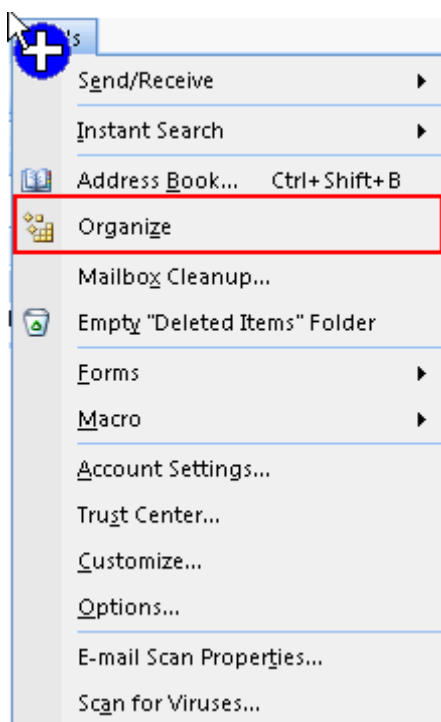 's
Send/Receive
Instant Search
Address Book... Ctrl+Shift+B
Organize
Mailbox Cleanup...
Empty "Deleted Items" Folder
Forms
Macro
Account Settings...
Trust Center...
Customize...
Options...
E-mail Scan Properties...
Scan for Viruses...